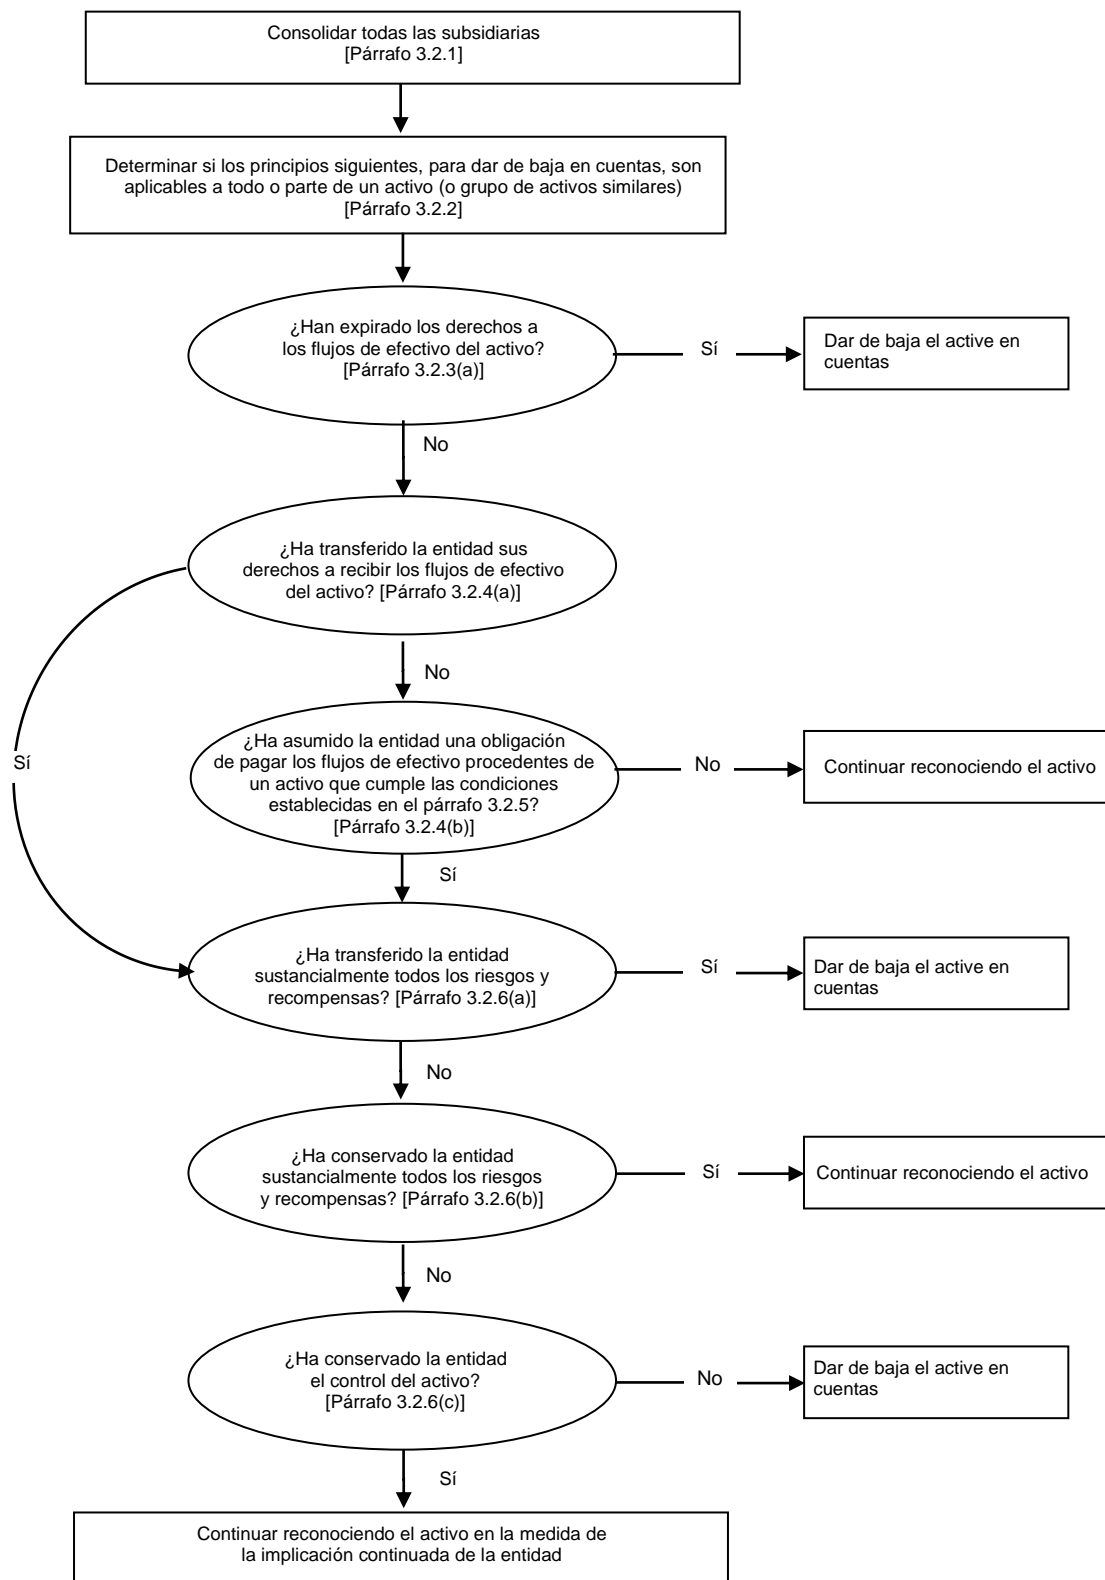 Consolidar todas las subsidiarias
[Párrafo 3.2.1]
Determinar si los principios siguientes, para dar de baja en cuentas, son
aplicables a todo o parte de un activo (o grupo de activos similares)
[Párrafo 3.2.2]
¿Han expirado los derechos a
los flujos de efectivo del activo?
[Párrafo 3.2.3(a)]
Sí
Dar de baja el active en
cuentas
No
¿Ha transferido la entidad sus
derechos a recibir los flujos de efectivo
del activo? [Párrafo 3.2.4(a)]
No
Sí
¿Ha asumido la entidad una obligación
de pagar los flujos de efectivo procedentes de
un activo que cumple las condiciones
establecidas en el párrafo 3.2.5?
[Párrafo 3.2.4(b)]
No
Continuar reconociendo el activo
Sí
¿Ha transferido la entidad
sustancialmente todos los riesgos y
recompensas? [Párrafo 3.2.6(a)]
Sí
Dar de baja el active en
cuentas
No
¿Ha conservado la entidad
sustancialmente todos los riesgos
y recompensas? [Párrafo 3.2.6(b)]
Sí
Continuar reconociendo el activo
No
¿Ha conservado la entidad
el control del activo?
[Párrafo 3.2.6(c)]
No
Dar de baja el active en
cuentas
Sí
Continuar reconociendo el activo en la medida de
la implicación continuada de la entidad